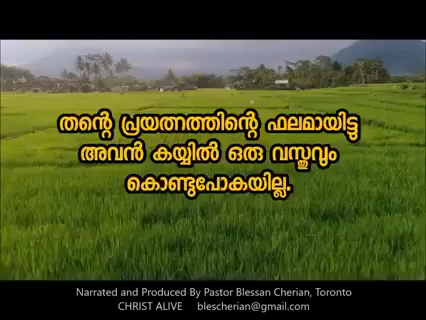 തന്റെ പ്രയത്നത്തിന്റെ ഫലമായിട്ടു
അവൻ കയ്യിൽ ഒരു വസ്തുവും
കൊണ്ടുപോകയില്ല.
Narrated and Produced By Pastor Blessan Cherian, Toronto
CHRIST ALIVE blescherian@gmail.com